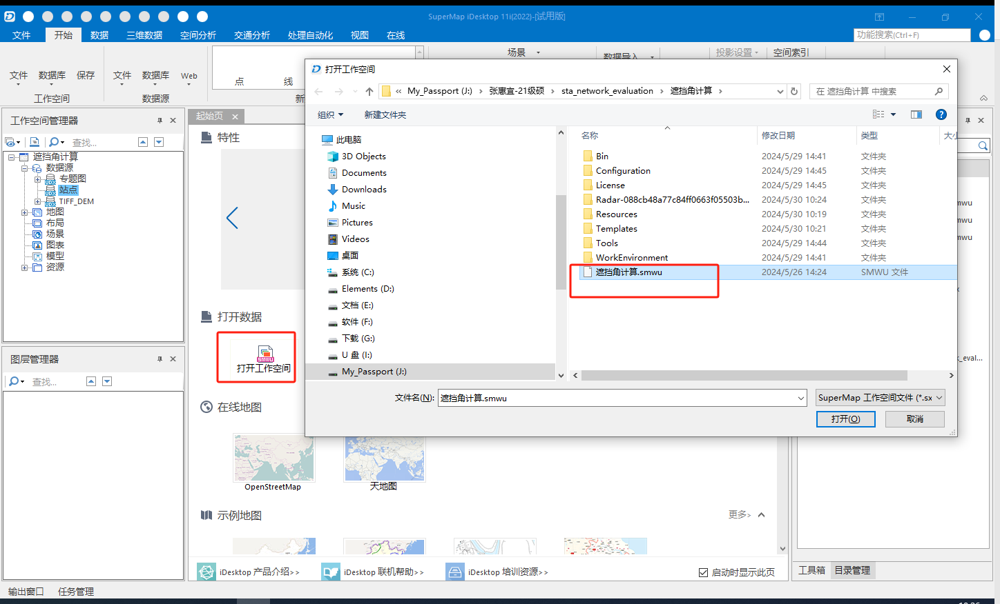 SuperMap iDesktop 11i(2022)-[试用版]
文件 开始 数据 三维数据 空间分析 交通分析 处理自动化 视图 在线
功能搜索(Ctrl+F)
文件 数据库 保存 文件 数据库 Web
点 线
场景
投影设置 空间索引
工作空间 数据源 新
工作空间管理器
查找...
遮挡角计算
数据源
专题图
站点
TIFF_DEM
地图
布局
场景
图表
模型
资源
图层管理器
查找...
输出窗口 任务管理
起始页
特性
打开数据
SMWU
打开工作空间
在线地图
OpenStreetMap 天地图
示例地图
更多>
iDesktop 产品介绍>> iDesktop 联机帮助>> iDesktop 培训资源>>
启动时显示此页
打开工作空间
« My_Passport (J:) › 张惠宜-21级硕 › sta_network_evaluation › 遮挡角计算 ›
在 遮挡角计算 中搜索
组织 新建文件夹
此电脑
3D Objects
Documents
Downloads
Music
Pictures
Videos
桌面
系统 (C:)
Elements (D:)
文档 (E:)
软件 (F:)
下载 (G:)
U 盘 (I:)
My_Passport (J:)
名称 修改日期 类型 大小
Bin 2024/5/29 14:41 文件夹
Configuration 2024/5/29 14:45 文件夹
License 2024/5/29 14:45 文件夹
Radar-088cb48a77c84ff0663f05503b... 2024/5/30 10:24 文件夹
Resources 2024/5/30 10:19 文件夹
Templates 2024/5/30 10:21 文件夹
Tools 2024/5/29 14:44 文件夹
WorkEnvironment 2024/5/29 14:41 文件夹
遮挡角计算.smwu 2024/5/26 14:24 SMWU 文件
文件名(N): 遮挡角计算.smwu
SuperMap 工作空间文件 (*.sx
打开(O) 取消
mwu
mwu
mwu
k_eval...
工具箱 目录管理